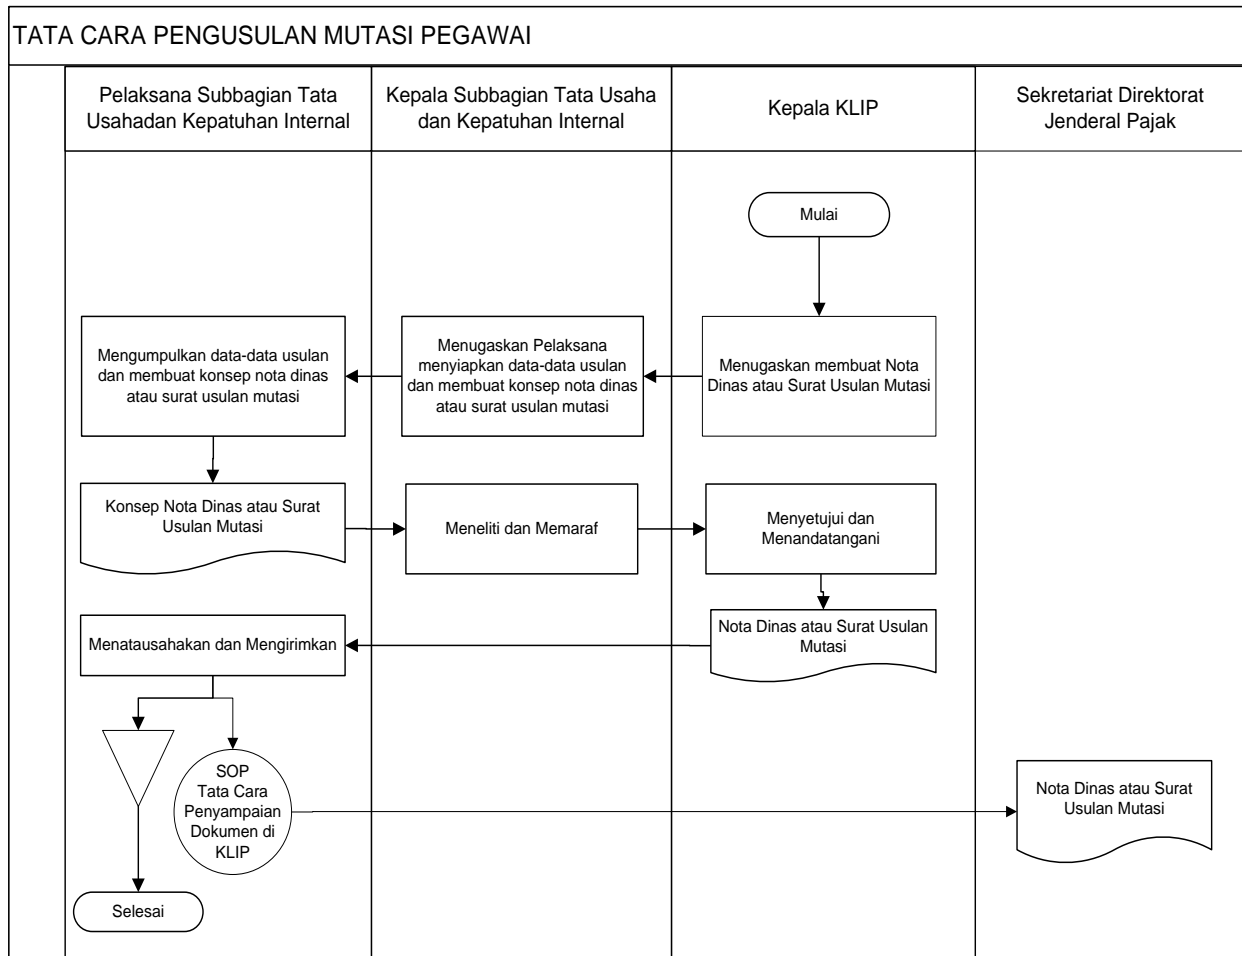 TATA CARA PENGUSULAN MUTASI PEGAWAI
Pelaksana Subbagian Tata
Usahadan Kepatuhan Internal
Kepala Subbagian Tata Usaha
dan Kepatuhan Internal
Kepala KLIP
Sekretariat Direktorat
Jenderal Pajak
Mulai
Mengumpulkan data-data usulan
dan membuat konsep nota dinas
atau surat usulan mutasi
Menugaskan Pelaksana
menyiapkan data-data usulan
dan membuat konsep nota dinas
atau surat usulan mutasi
Menugaskan membuat Nota
Dinas atau Surat Usulan Mutasi
Konsep Nota Dinas atau Surat
Usulan Mutasi
Meneliti dan Memaraf
Menyetujui dan
Menandatangani
Menatausahakan dan Mengirimkan
Nota Dinas atau Surat Usulan
Mutasi
SOP
Tata Cara
Penyampaian
Dokumen di
KLIP
Nota Dinas atau Surat
Usulan Mutasi
Selesai